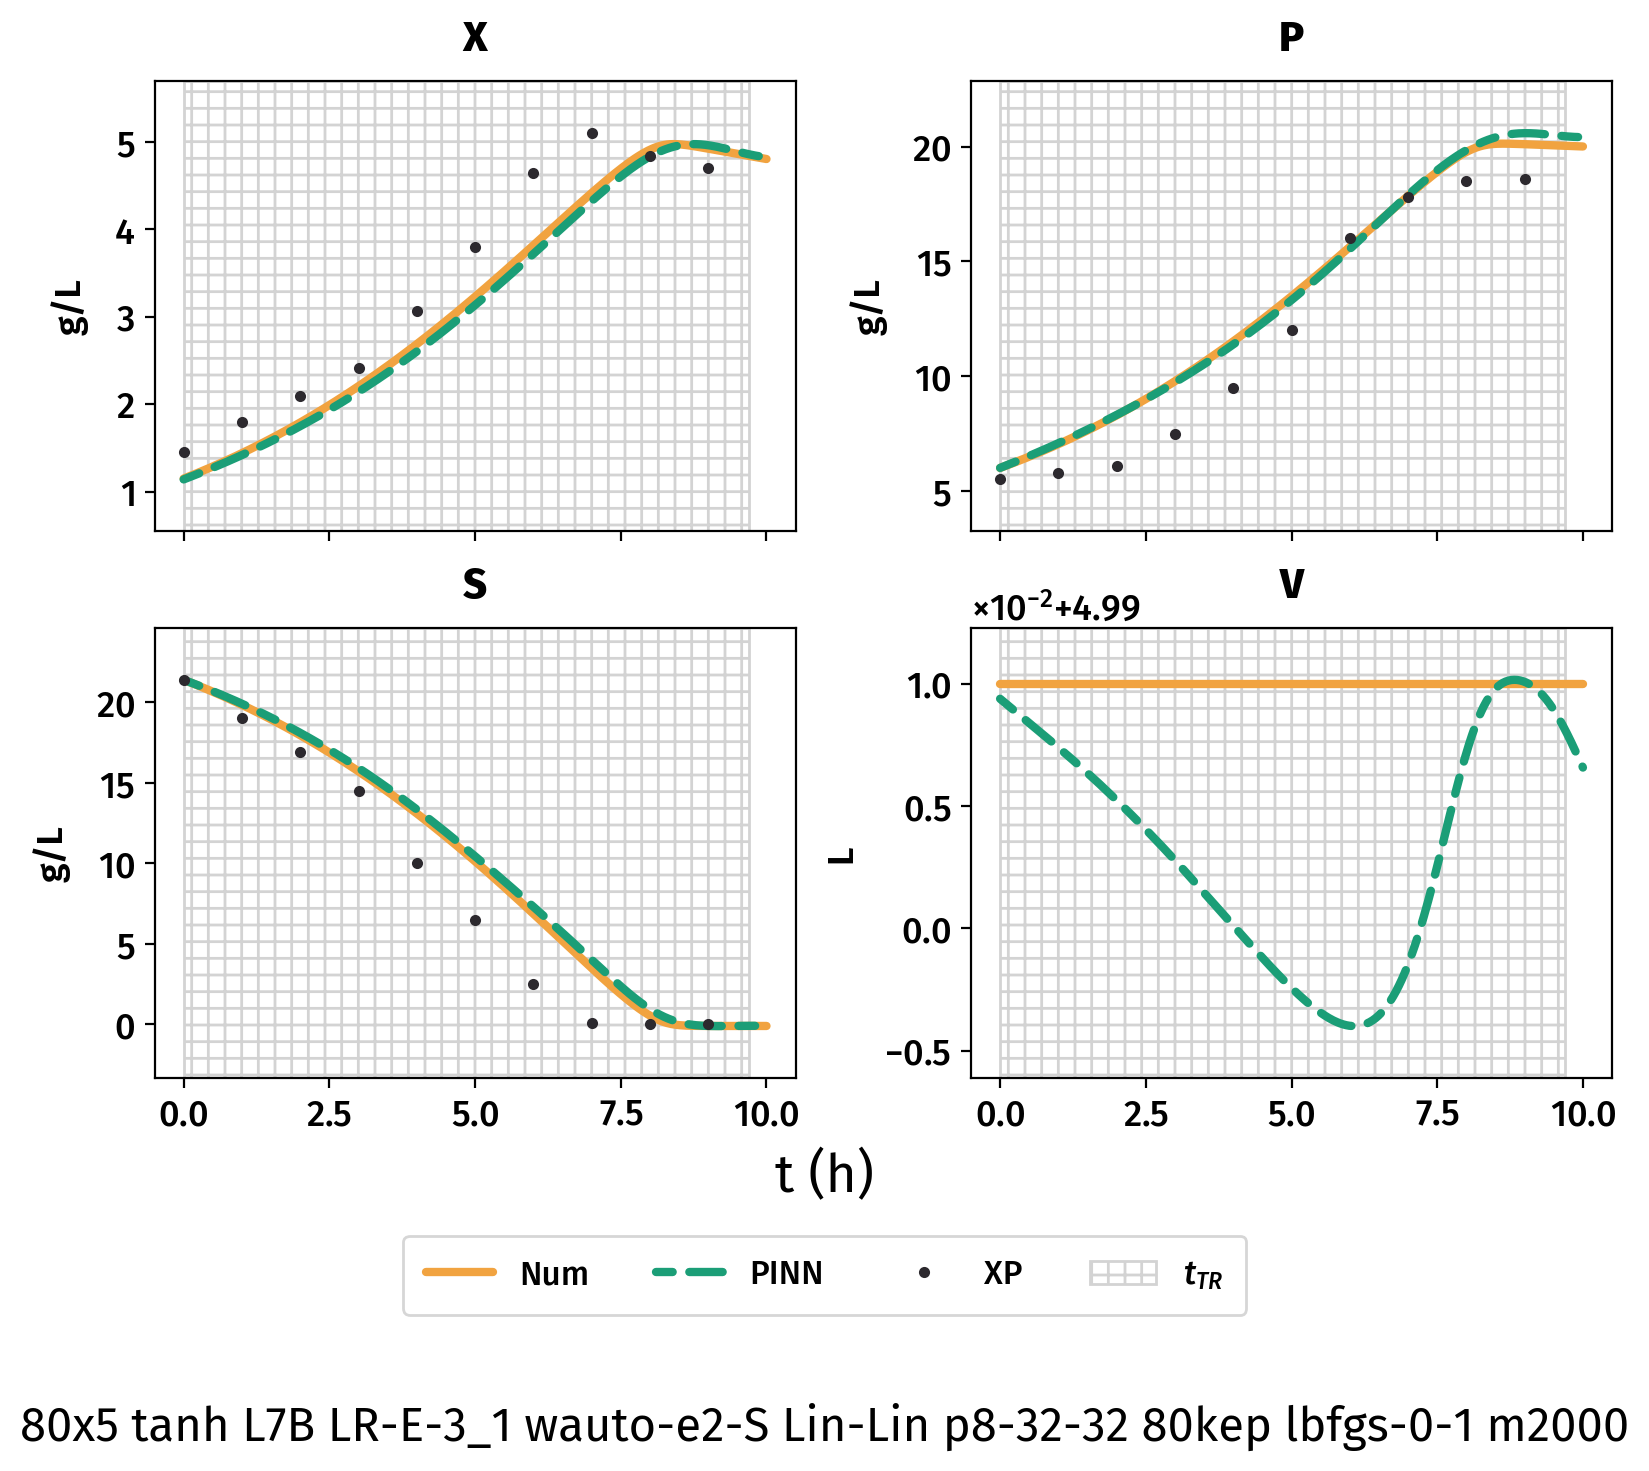 X
P
5
4
3
2
1
g/L
20
15
10
5
g/L
S
V
×10⁻²+4.99
20
15
10
5
0
g/L
1.0
0.5
0.0
−0.5
L
0.0 2.5 5.0 7.5 10.0
0.0 2.5 5.0 7.5 10.0
t (h)
Num PINN XP t_TR
80x5 tanh L7B LR-E-3_1 wauto-e2-S Lin-Lin p8-32-32 80kep lbfgs-0-1 m2000